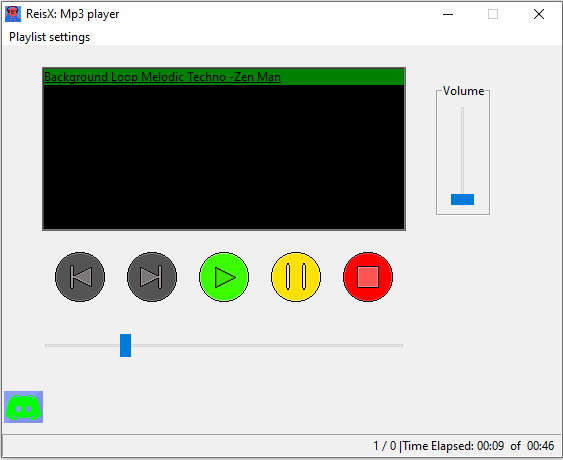 ReisX: Mp3 player
Playlist settings
Background Loop Melodic Techno -Zen Man
Volume
1 / 0 |Time Elapsed: 00:09 of 00:46